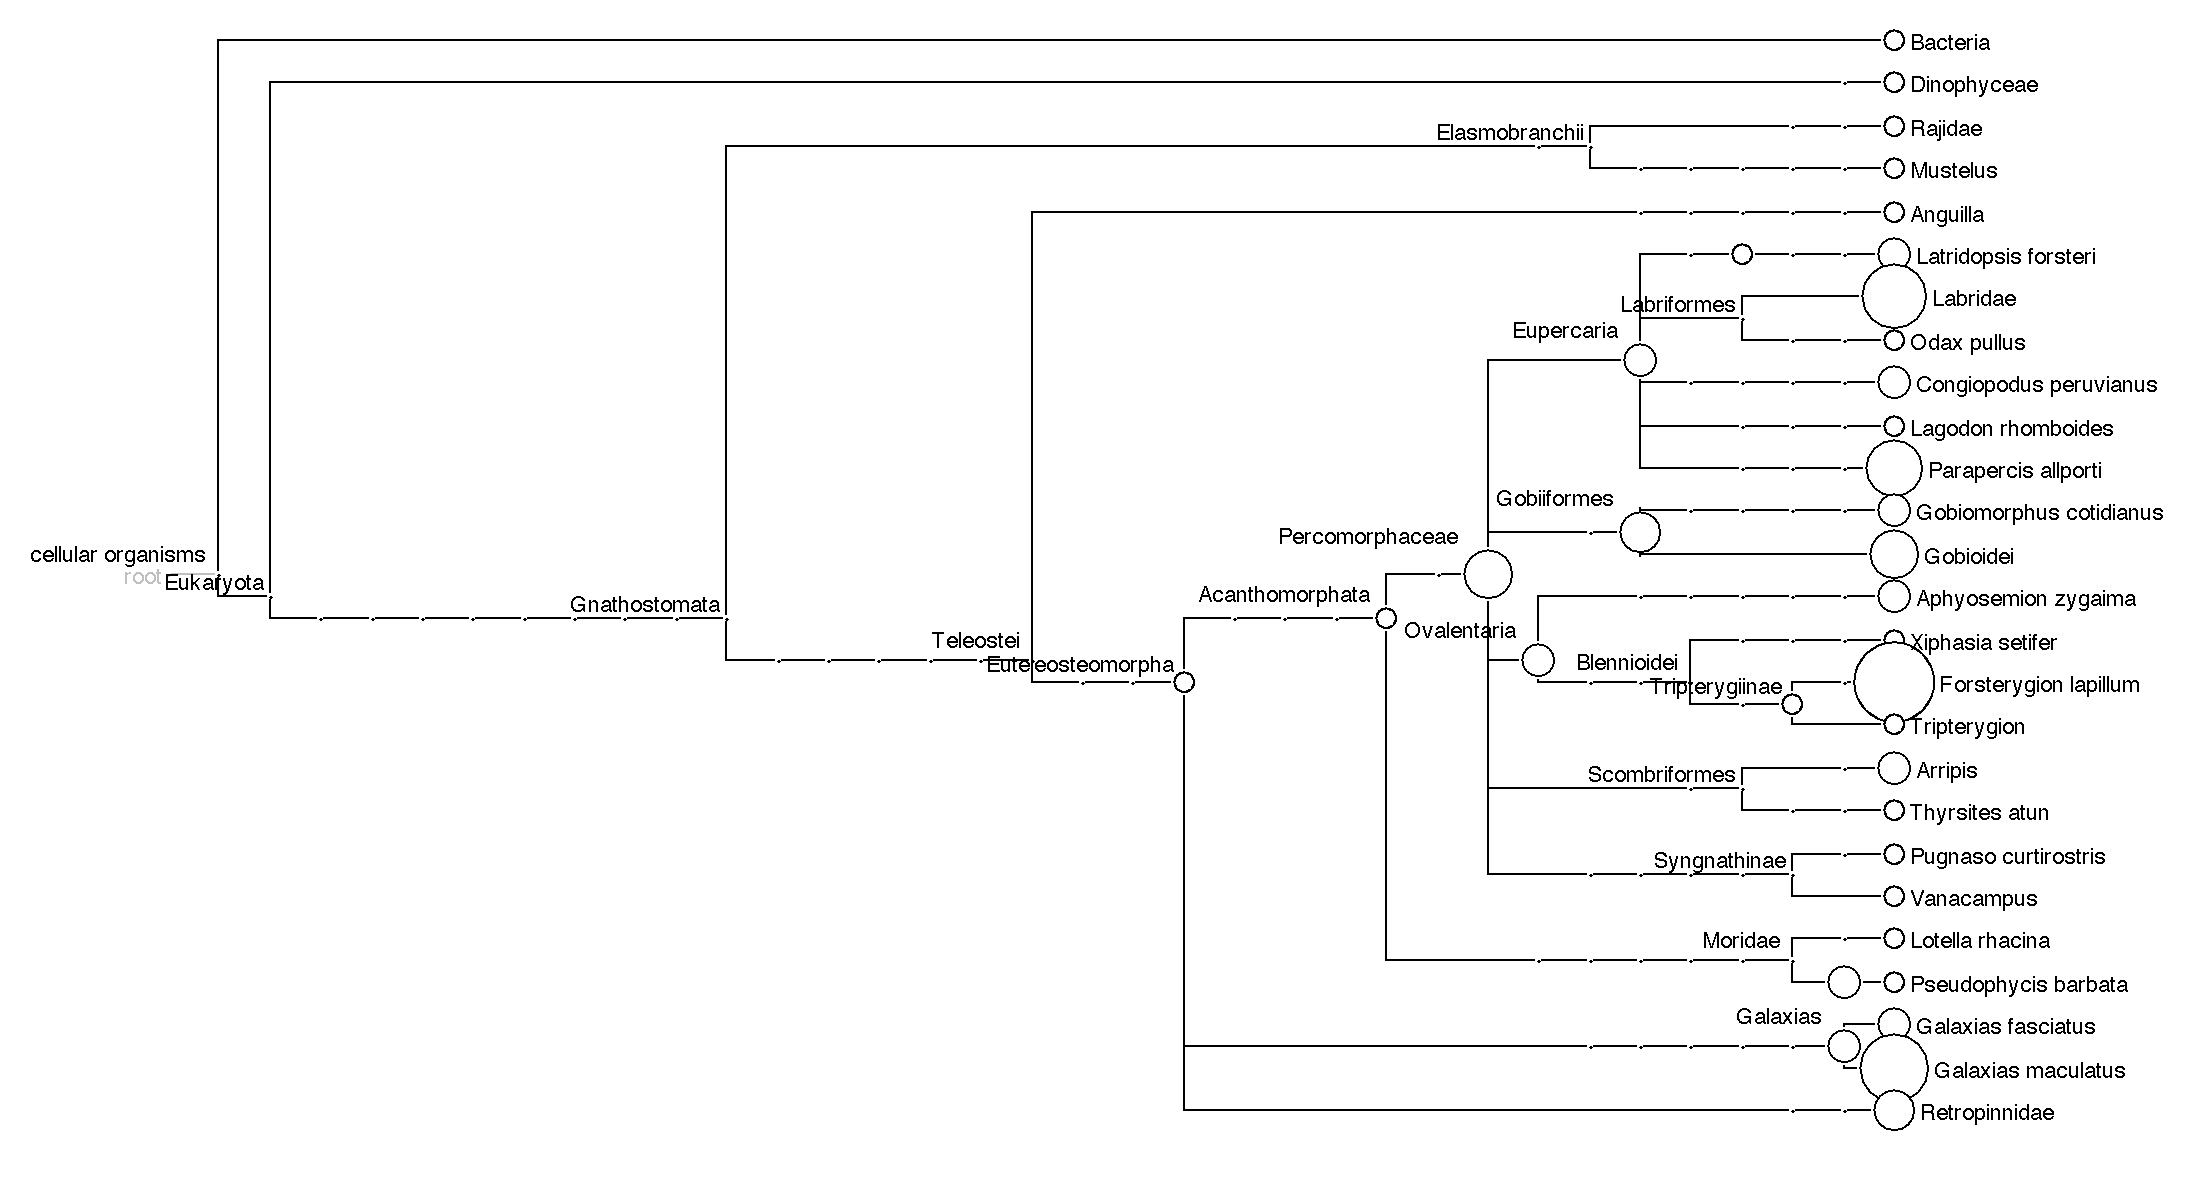 Bacteria
Dinophyceae
Elasmobranchii
Rajidae
Mustelus
Anguilla
Latridopsis forsteri
Labriformes
Labridae
Eupercaria
Odax pullus
Congiopodus peruvianus
Lagodon rhomboides
Parapercis allporti
Gobiiformes
Gobiomorphus cotidianus
Percomorphaceae
Gobioidei
cellular organisms
root
Eukaryota
Acanthomorphata
Aphyosemion zygaima
Gnathostomata
Ovalentaria
Teleostei
Xiphasia setifer
Euteleosteomorpha
Blennioidei
Tripterygiinae
Forsterygion lapillum
Tripterygion
Scombriformes
Arripis
Thyrsites atun
Syngnathinae
Pugnaso curtirostris
Vanacampus
Moridae
Lotella rhacina
Pseudophycis barbata
Galaxias
Galaxias fasciatus
Galaxias maculatus
Retropinnidae